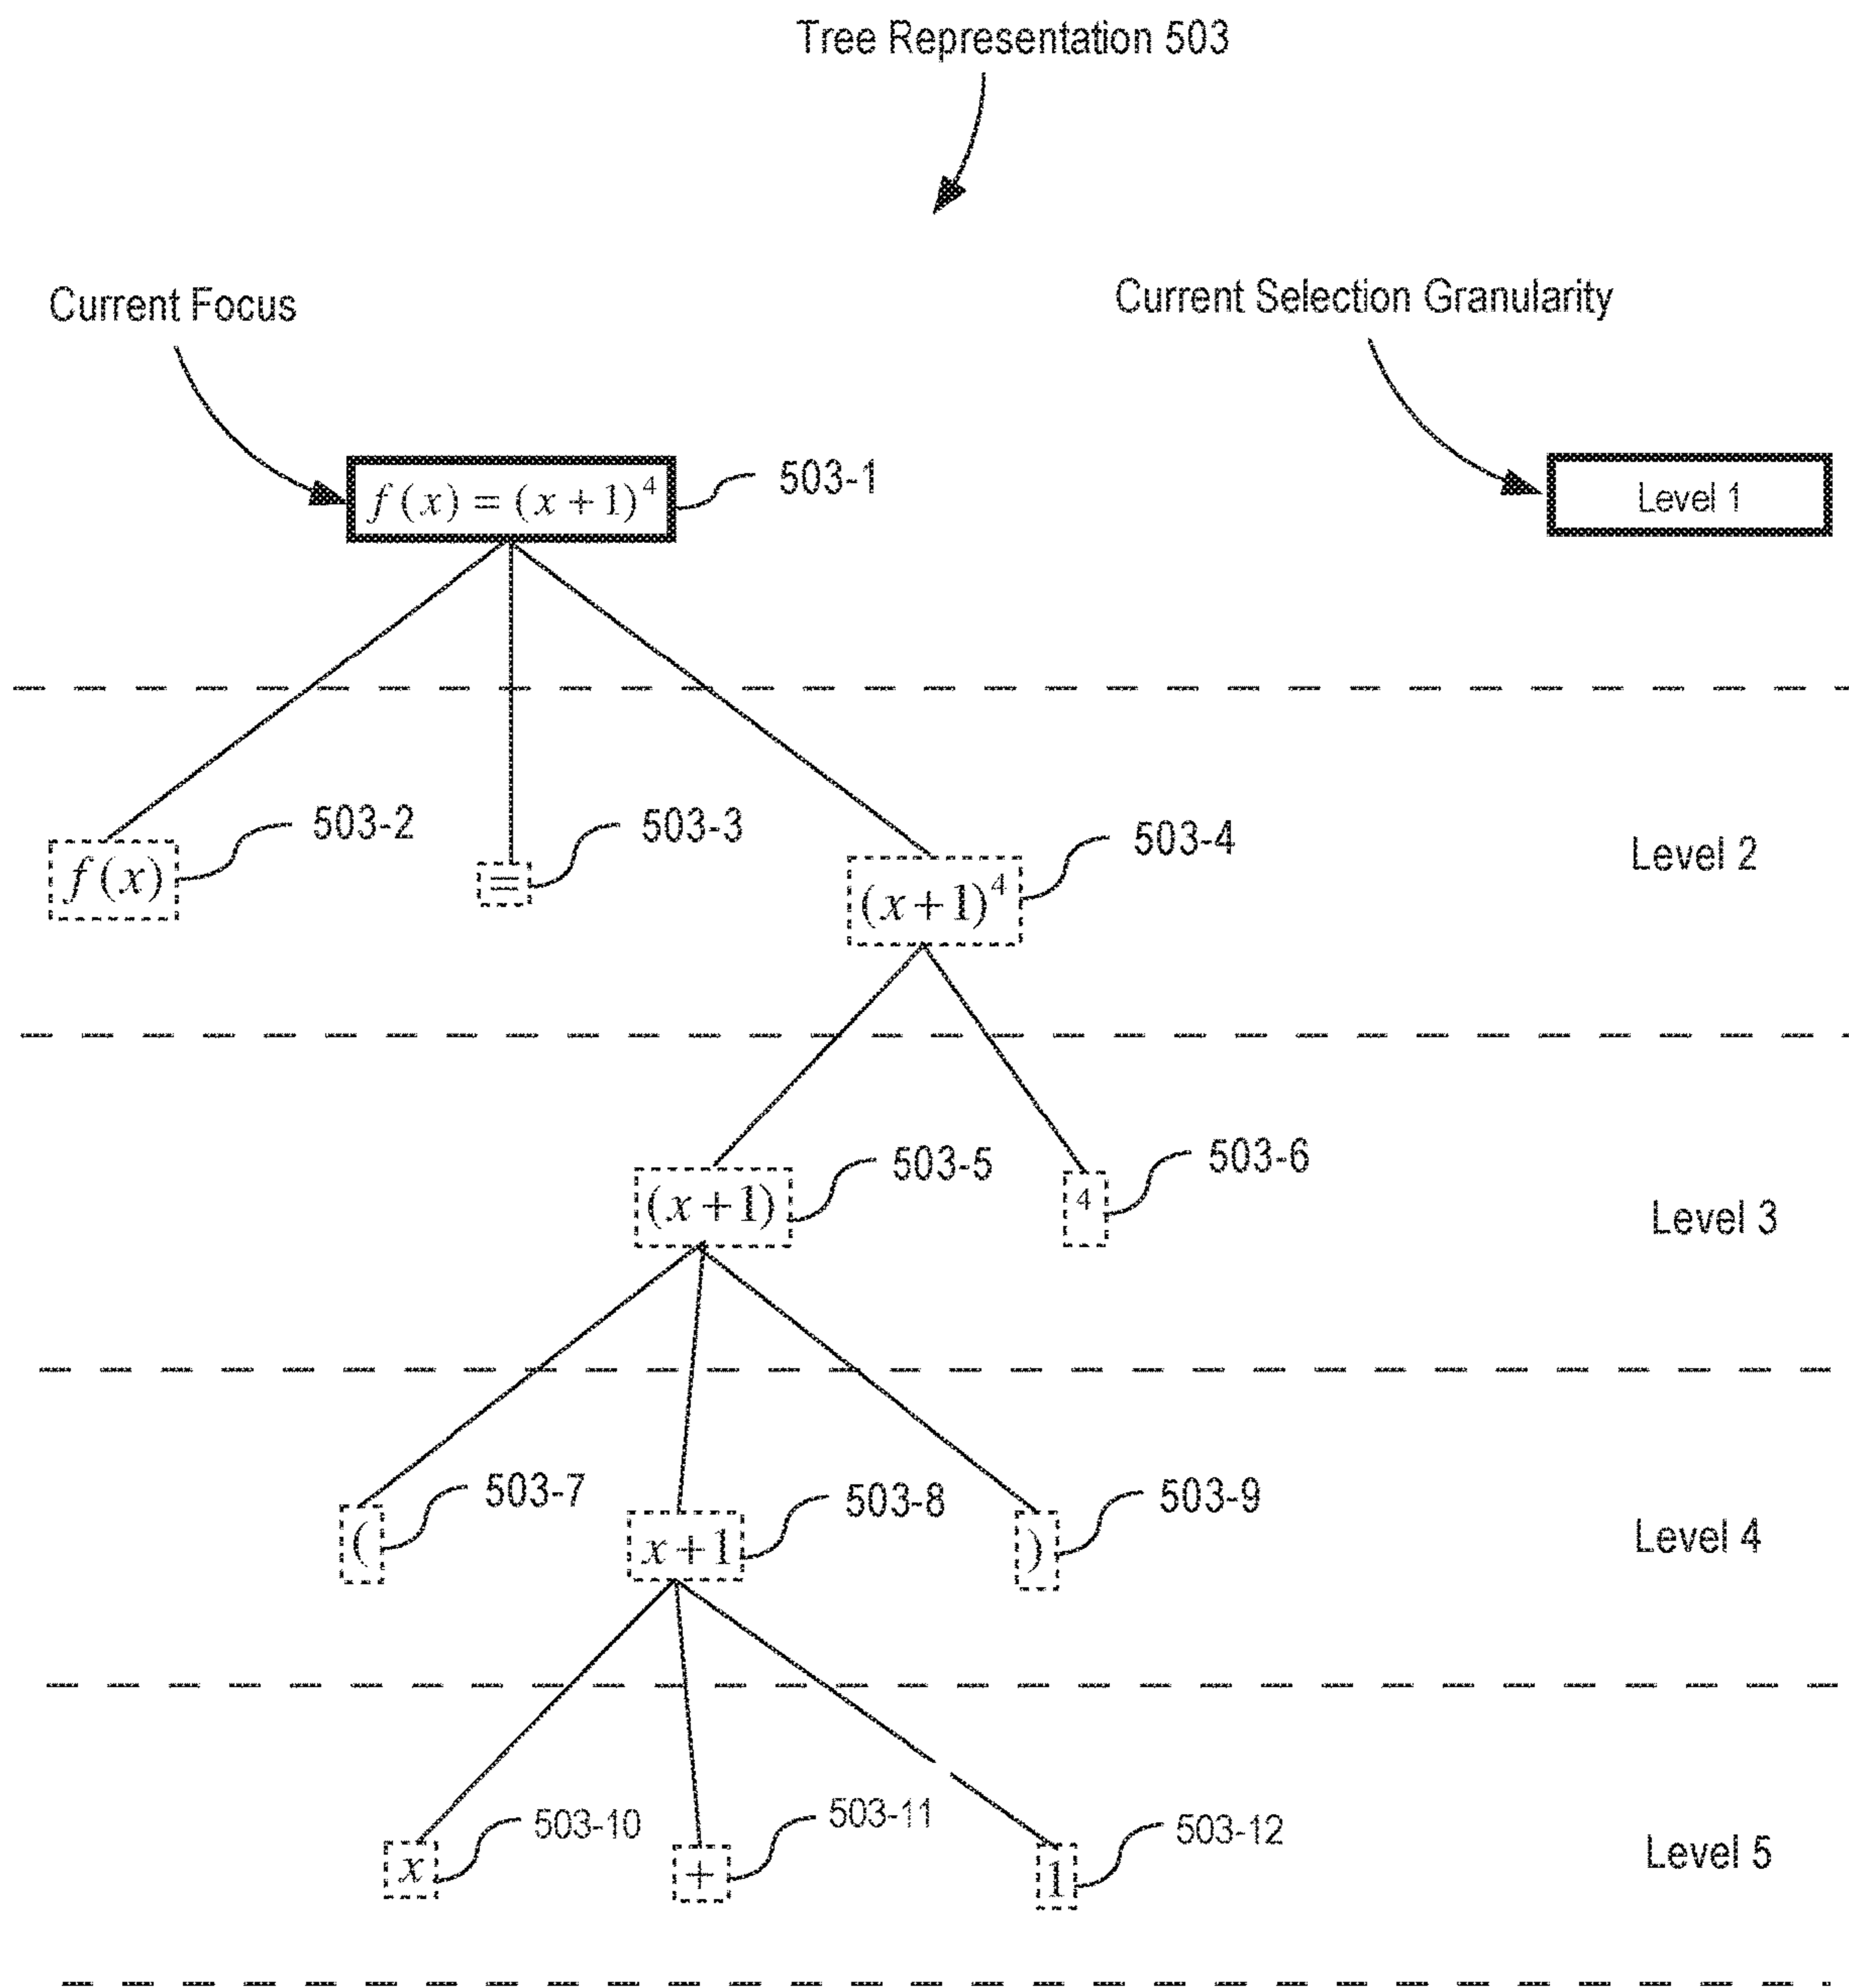 Tree Representation 503
Current Focus
Current Selection Granularity
f(x) = (x+1)⁴
503-1
Level 1
f(x)
503-2
=
503-3
(x+1)⁴
503-4
Level 2
(x+1)
503-5
4
503-6
Level 3
(
503-7
x+1
503-8
)
503-9
Level 4
x
503-10
+
503-11
1
503-12
Level 5